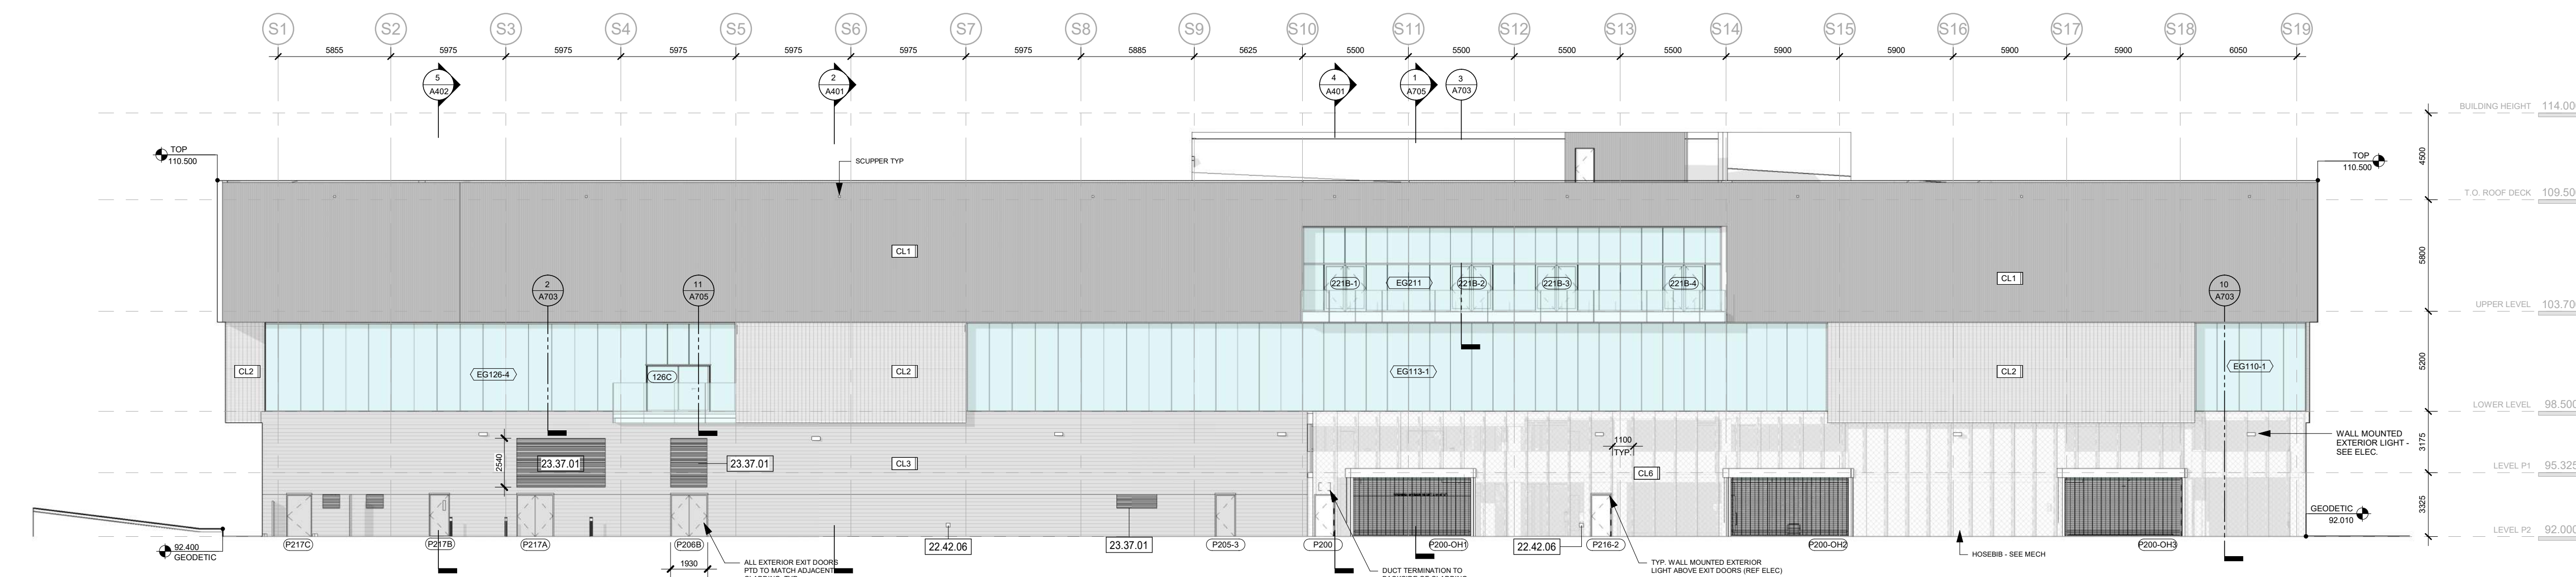 S1 S2 S3 S4 S5 S6 S7 S8 S9 S10 S11 S12 S13 S14 S15 S16 S17 S18 S19
5855 5975 5975 5975 5975 5975 5975 5885 5625 5500 5500 5500 5500 5900 5900 5900 5900 6050
5
A402
2
A401
4
A401
1
A705
3
A703
BUILDING HEIGHT 114.000
TOP
110.500
SCUPPER TYP
4500
TOP
110.500
T.O. ROOF DECK 109.500
CL1
5800
CL1
2
A703
11
A705
221B-1
EG211
221B-2
221B-3
221B-4
10
A703
UPPER LEVEL 103.700
CL2
EG126-4
126C
CL2
EG113-1
CL2
EG110-1
5200
LOWER LEVEL 98.500
2540
23.37.01
23.37.01
CL3
1100
TYP.
CL6
WALL MOUNTED
EXTERIOR LIGHT -
SEE ELEC.
3175
LEVEL P1 95.325
3325
GEODETIC
92.010
LEVEL P2 92.000
92.400
GEODETIC
P217C
P217B
P217A
P206B
22.42.06
23.37.01
P205-3
P200
P200-OH1
22.42.06
P216-2
P200-OH2
P200-OH3
1930
ALL EXTERIOR EXIT DOORS
PTD TO MATCH ADJACENT
DUCT TERMINATION TO
TYP. WALL MOUNTED EXTERIOR
LIGHT ABOVE EXIT DOORS (REF ELEC)
HOSEBIB - SEE MECH